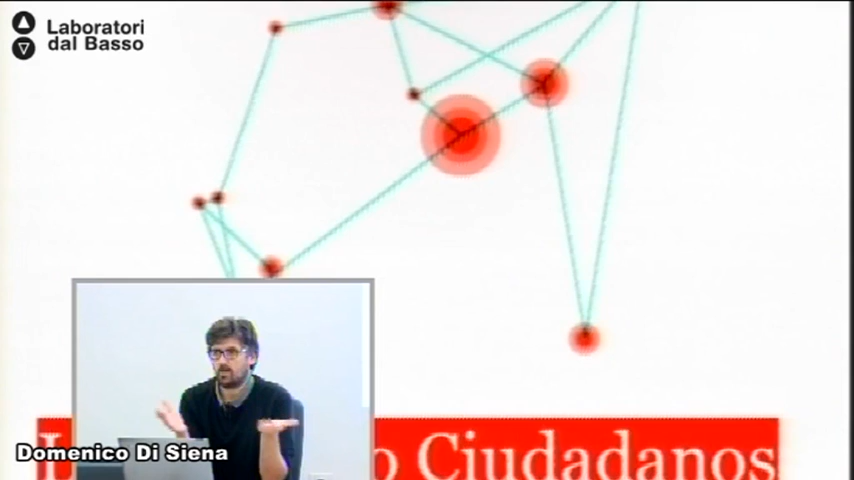 Laboratori
dal Basso
Domenico Di Siena
Ciudadanos